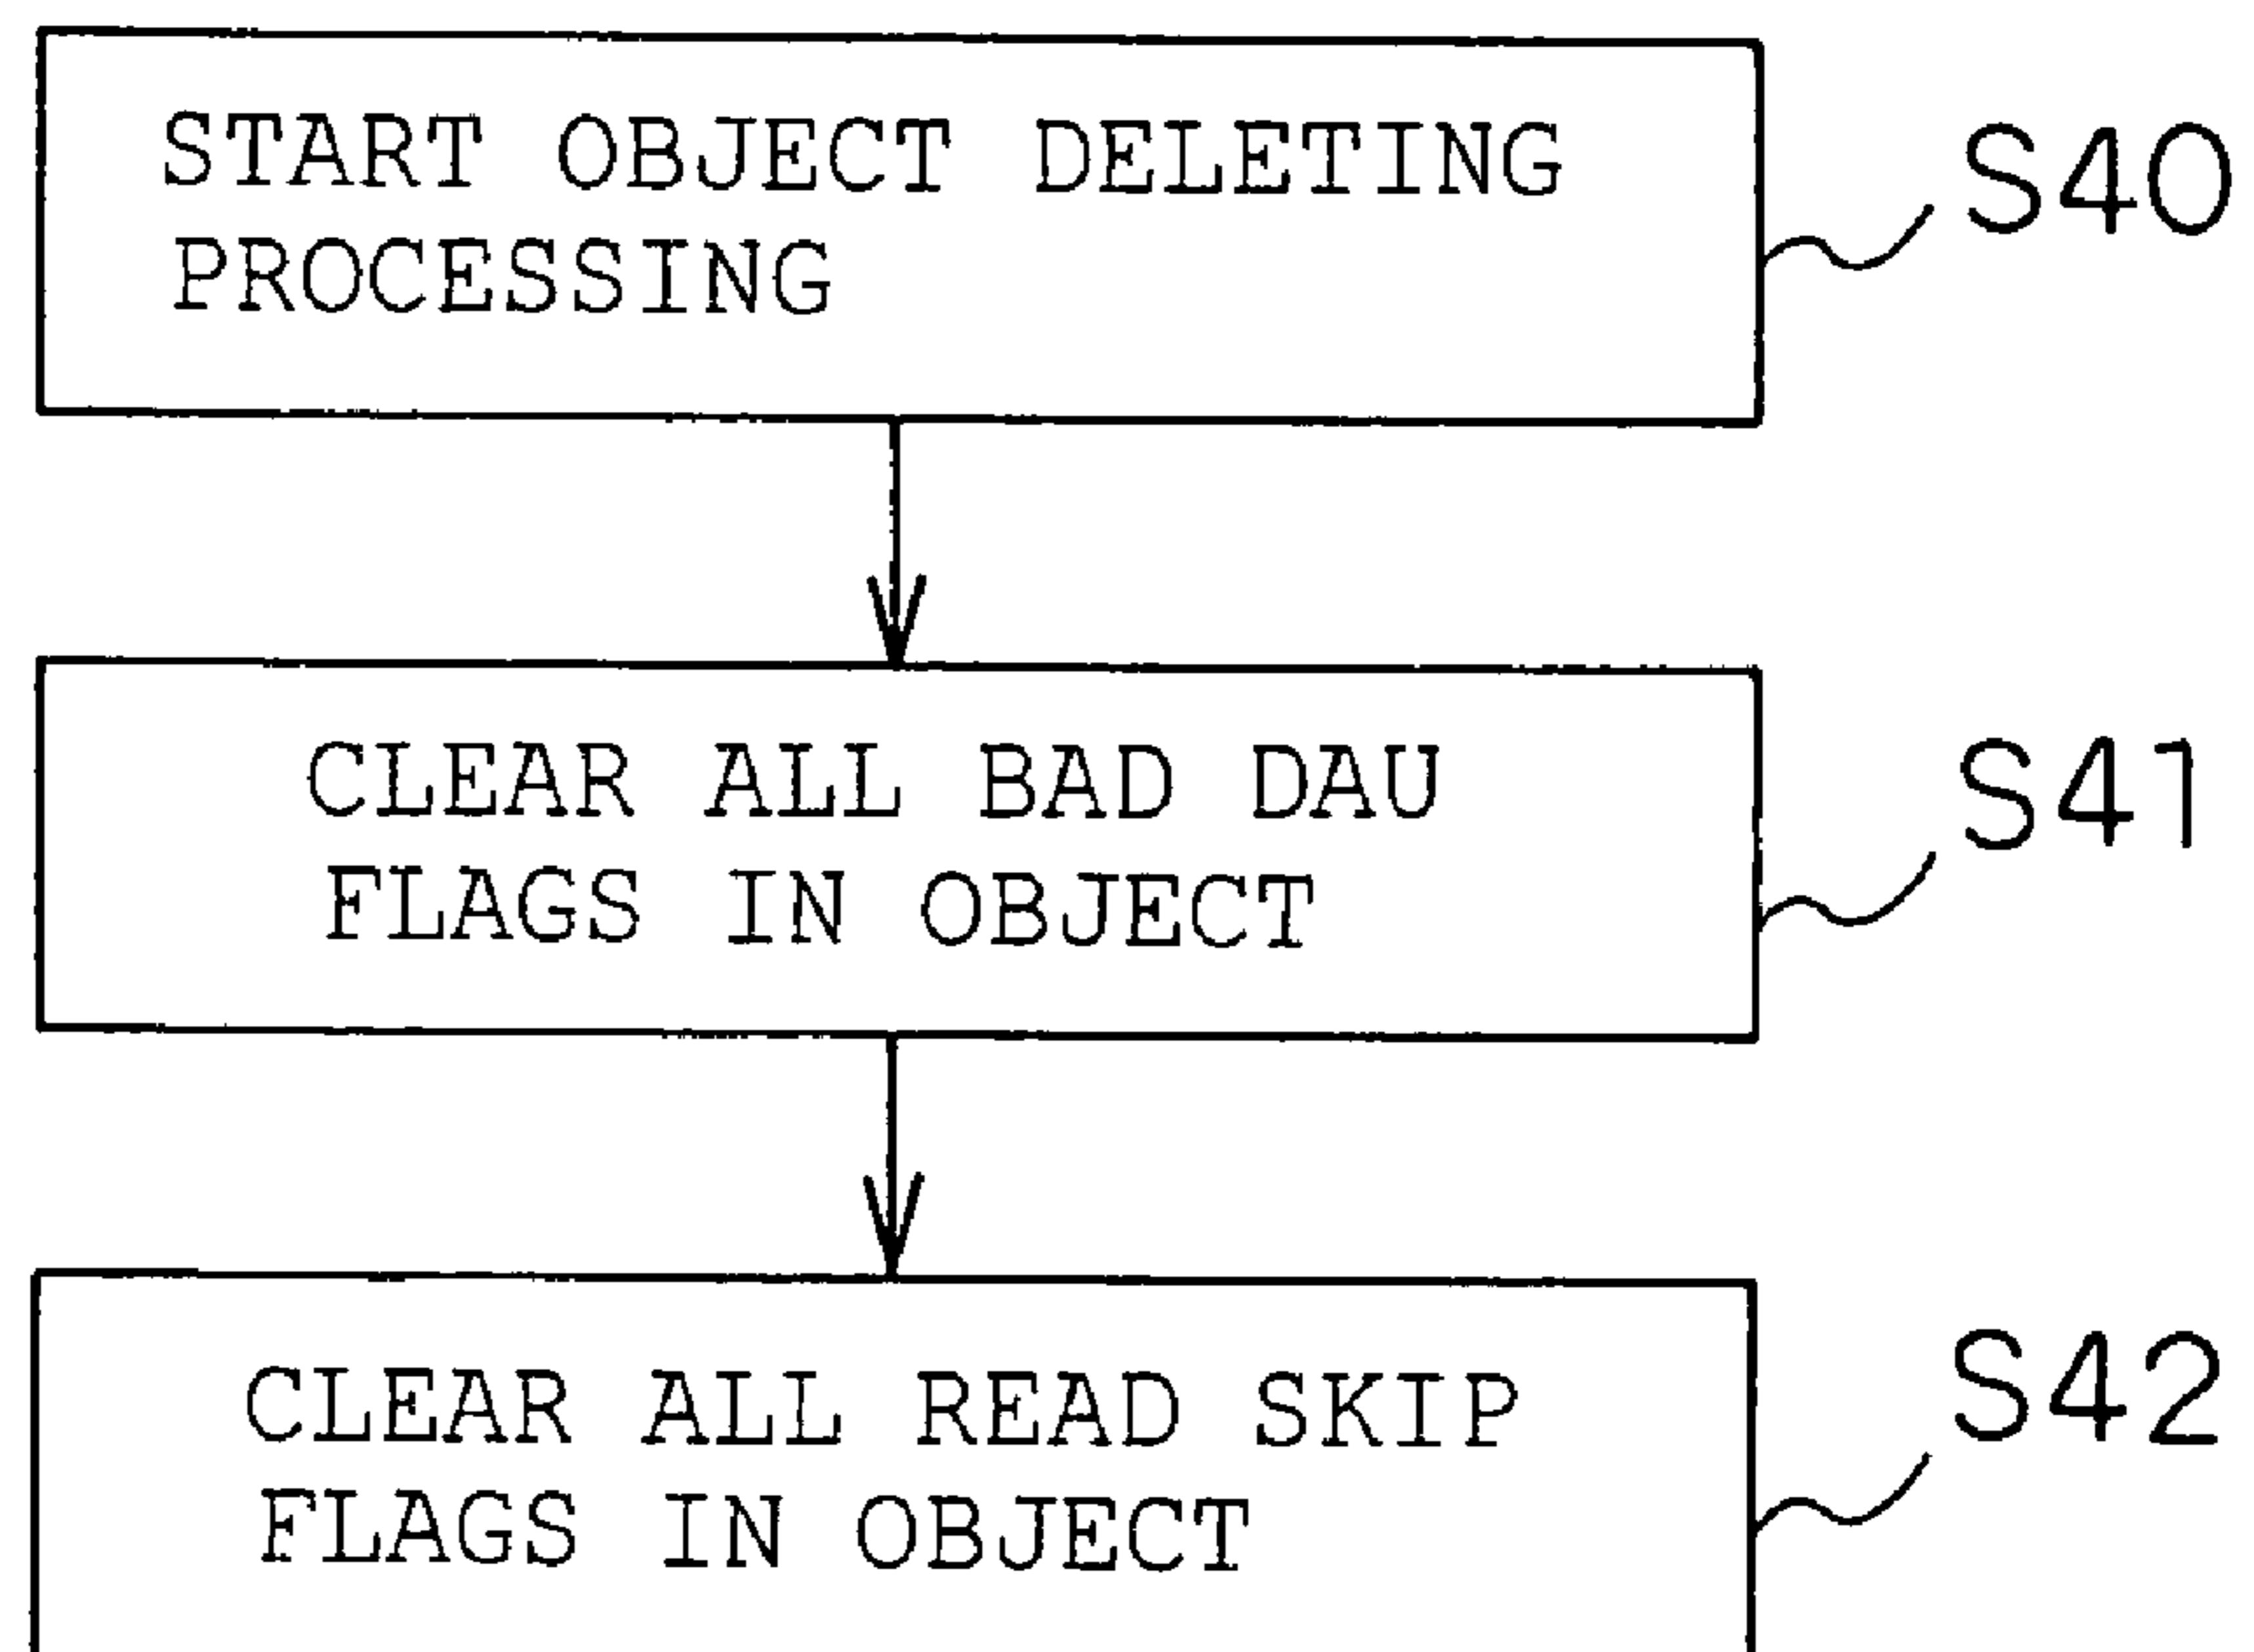 START OBJECT DELETING
PROCESSING
S40
CLEAR ALL BAD DAU
FLAGS IN OBJECT
S41
CLEAR ALL READ SKIP
FLAGS IN OBJECT
S42